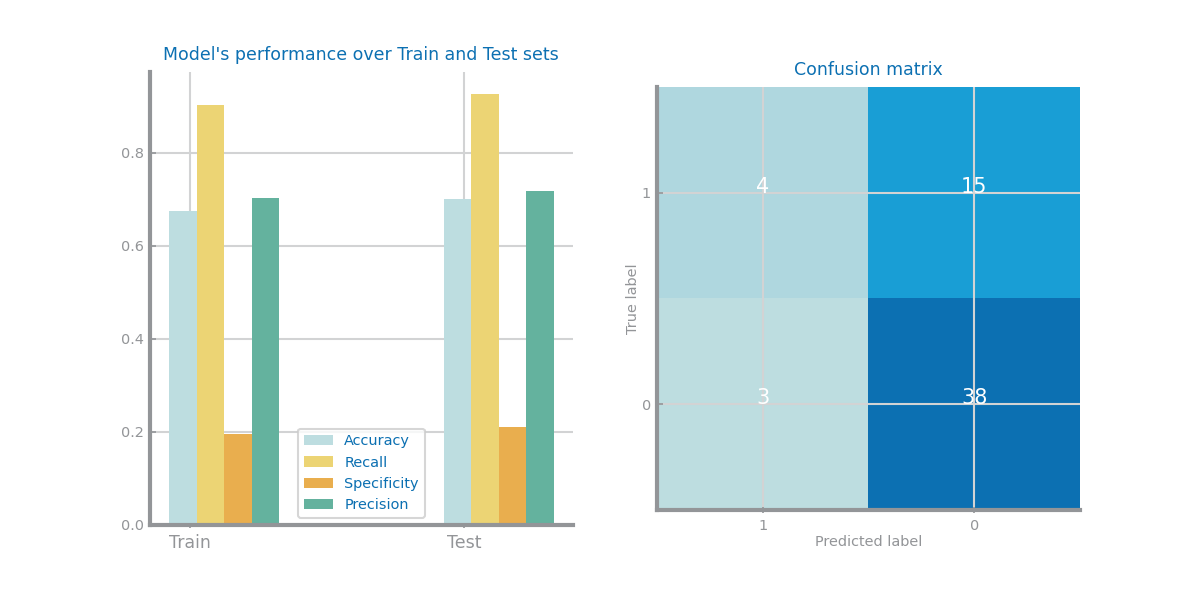 Model's performance over Train and Test sets
0.8
0.6
0.4
0.2
0.0
Train
Test
Accuracy
Recall
Specificity
Precision
Confusion matrix
True label
1
0
4
15
3
38
1
0
Predicted label